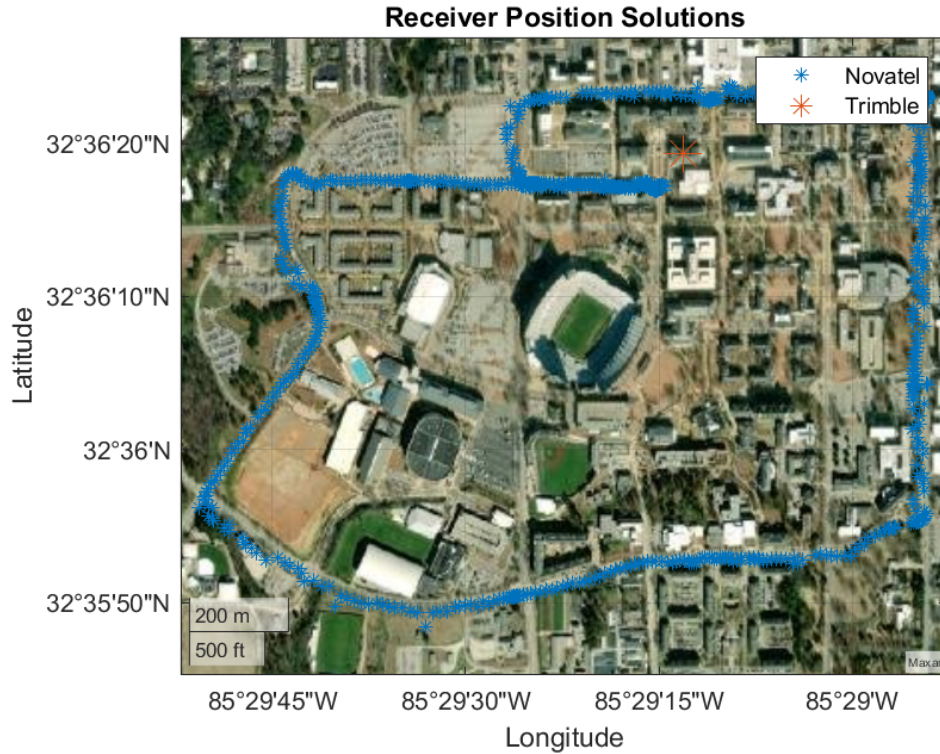 Receiver Position Solutions
Novatel
Trimble
32°36'20"N
32°36'10"N
32°36'N
32°35'50"N
Latitude
200 m
500 ft
Maxar
85°29'45"W
85°29'30"W
85°29'15"W
85°29'W
Longitude